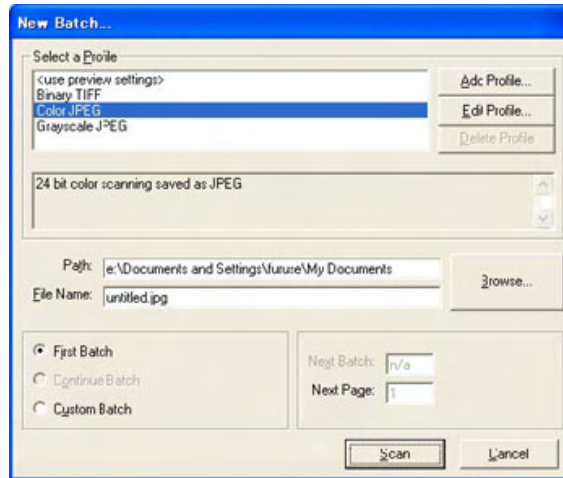 New Batch...
Select a Profile
<use preview settings>
Binary TIFF
Color JPEG
Grayscale JPEG
Add Profile...
Edit Profile...
Delete Profile
24 bit color scanning saved as JPEG
Path: e:\Documents and Settings\furuse\My Documents
File Name: untitled.jpg
Browse...
First Batch
Continue Batch
Custom Batch
Next Batch: n/a
Next Page: 1
Scan
Cancel